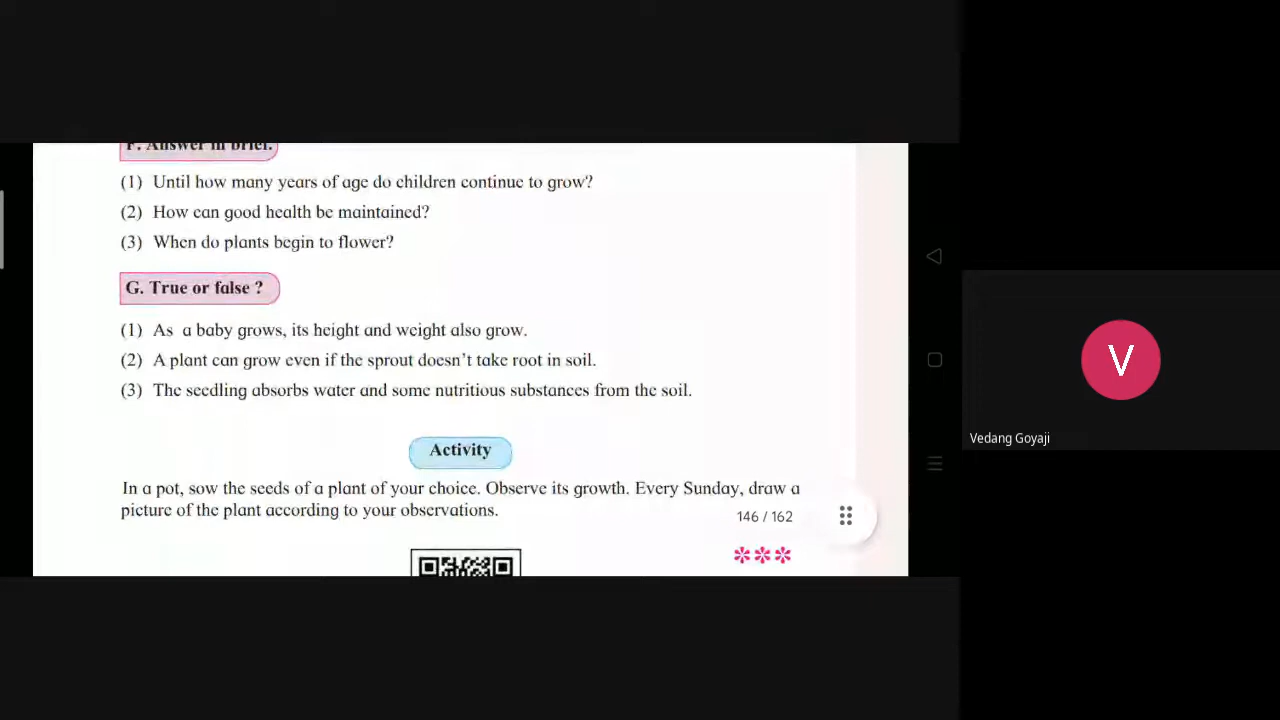 F. Answer in brief.
(1) Until how many years of age do children continue to grow?
(2) How can good health be maintained?
(3) When do plants begin to flower?
G. True or false ?
(1) As a baby grows, its height and weight also grow.
(2) A plant can grow even if the sprout doesn't take root in soil.
(3) The seedling absorbs water and some nutritious substances from the soil.
Activity
In a pot, sow the seeds of a plant of your choice. Observe its growth. Every Sunday, draw a
picture of the plant according to your observations.
146 / 162
V
Vedang Goyaji